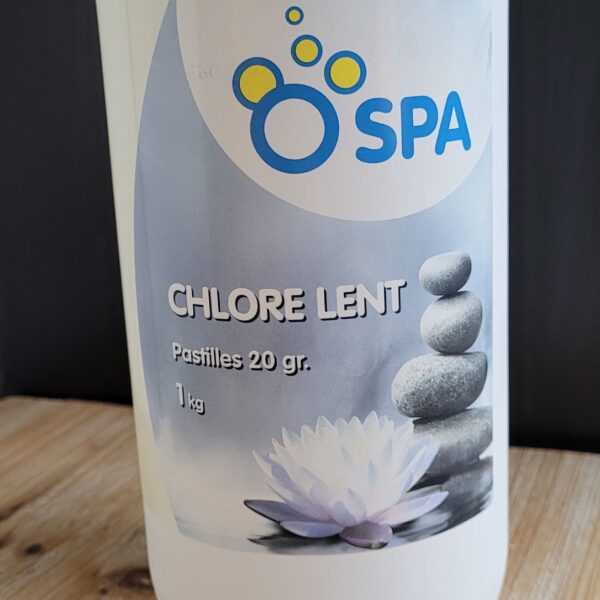 O SPA
CHLORE LENT
Pastilles 20 gr.
1 kg